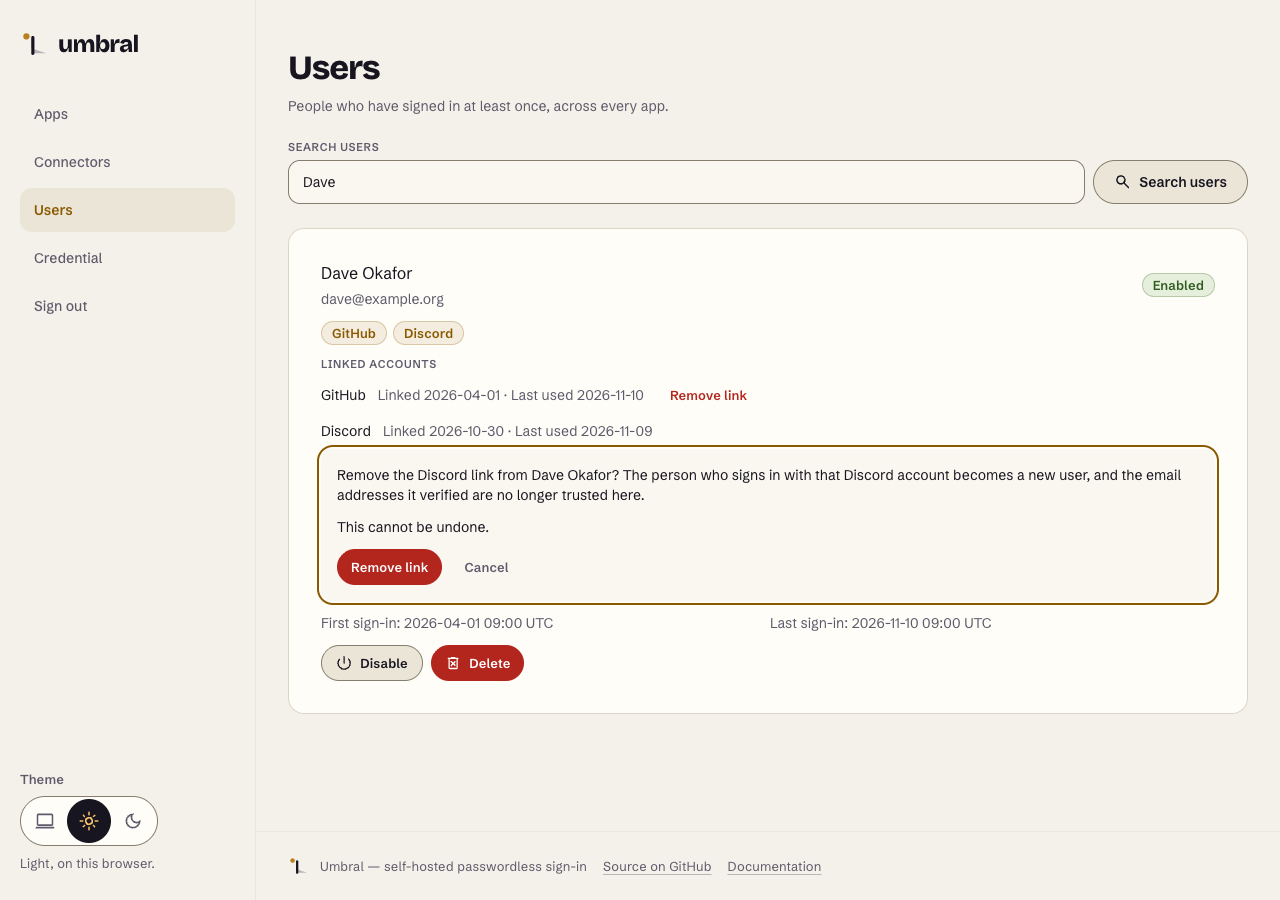 umbral
Apps
Connectors
Users
Credential
Sign out
Theme
Light, on this browser.
Users
People who have signed in at least once, across every app.
SEARCH USERS
Dave
Search users
Dave Okafor
dave@example.org
Enabled
GitHub Discord
LINKED ACCOUNTS
GitHub Linked 2026-04-01 · Last used 2026-11-10 Remove link
Discord Linked 2026-10-30 · Last used 2026-11-09
Remove the Discord link from Dave Okafor? The person who signs in with that Discord account becomes a new user, and the email
addresses it verified are no longer trusted here.
This cannot be undone.
Remove link Cancel
First sign-in: 2026-04-01 09:00 UTC Last sign-in: 2026-11-10 09:00 UTC
Disable Delete
Umbral — self-hosted passwordless sign-in Source on GitHub Documentation